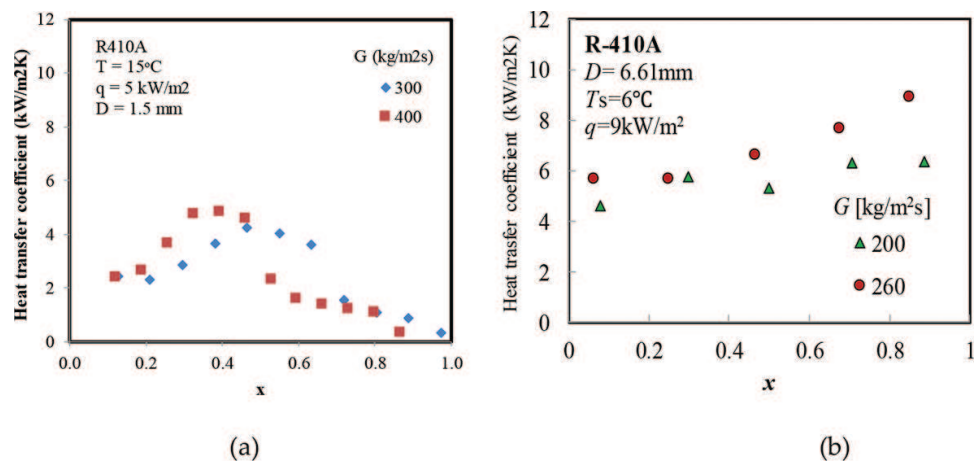 Heat transfer coefficient (kW/m2K)
12
10
8
6
4
2
0
R410A
T = 15°C
q = 5 kW/m2
D = 1.5 mm
G (kg/m2s)
300
400
0.0 0.2 0.4 0.6 0.8 1.0
x
(a)
Heat trasfer coefficient (kW/m2K)
12
10
8
6
4
2
0
R-410A
D= 6.61mm
Ts=6℃
q=9kW/m²
G [kg/m²s]
200
260
0 0.2 0.4 0.6 0.8 1
x
(b)